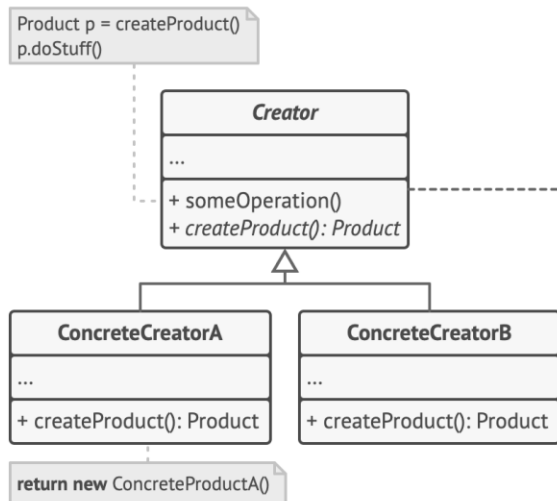 Product p = createProduct()
p.doStuff()
Creator
...
+ someOperation()
+ createProduct(): Product
ConcreteCreatorA
...
+ createProduct(): Product
ConcreteCreatorB
...
+ createProduct(): Product
return new ConcreteProductA()